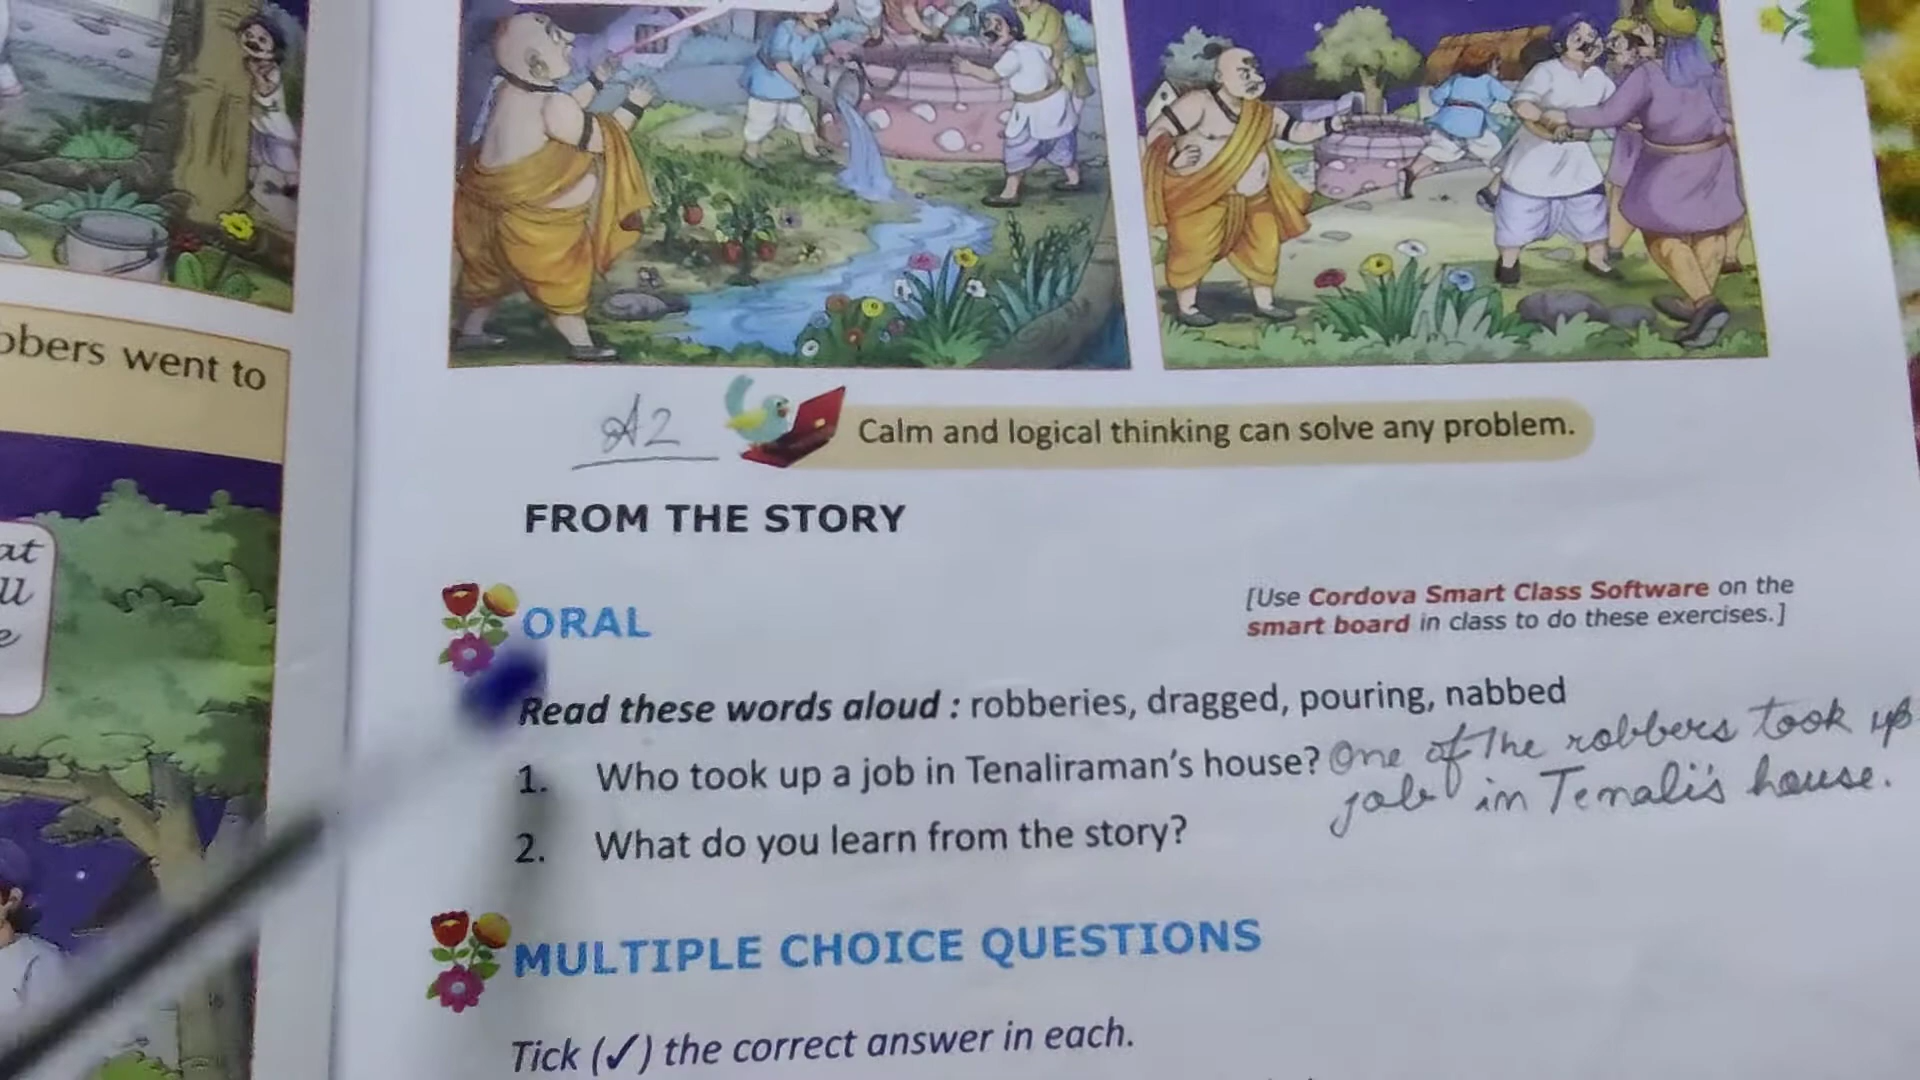 obbers went to
at
u
e
A2
Calm and logical thinking can solve any problem.
FROM THE STORY
ORAL
[Use Cordova Smart Class Software on the
smart board in class to do these exercises.]
Read these words aloud : robberies, dragged, pouring, nabbed
1. Who took up a job in Tenaliraman's house? One of the robbers took up
job in Tenali's house.
2. What do you learn from the story?
MULTIPLE CHOICE QUESTIONS
Tick (✓) the correct answer in each.